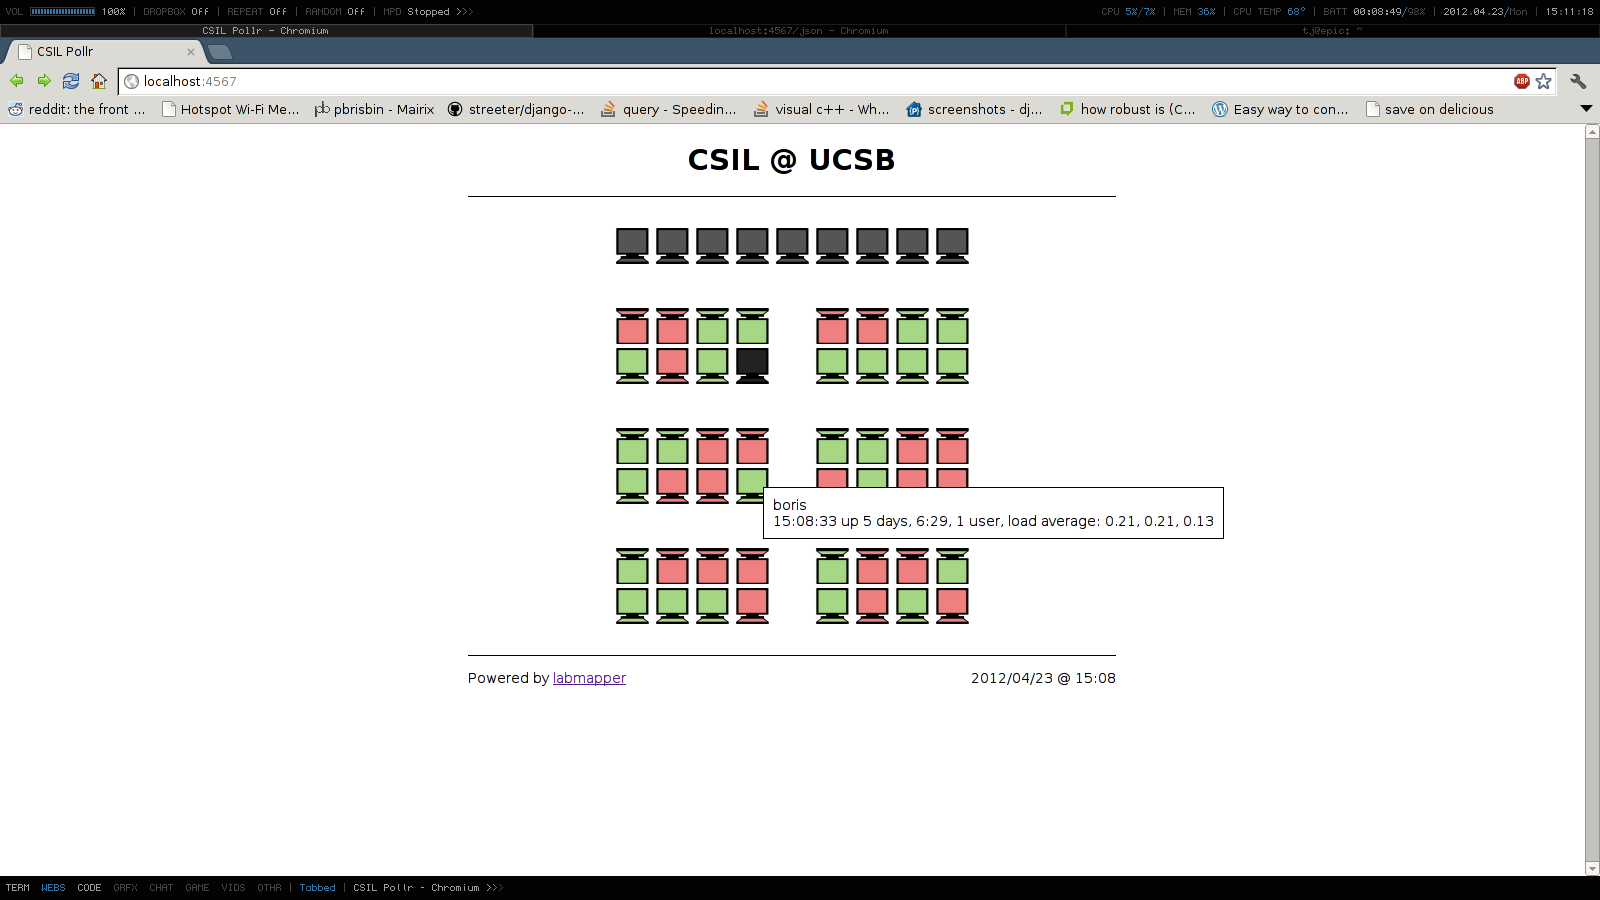 VOL 100% | DROPBOX Off | REPEAT Off | RANDOM Off | MPD Stopped >>> CPU 5%/7% | MEM 36% | CPU TEMP 68° | BATT 00:08:49/98% | 2012.04.23/Mon | 15:11:18
CSIL Pollr - Chromium localhost:4567/json - Chromium tj@epic: ~
CSIL Pollr
localhost:4567 ABP
reddit: the front ... Hotspot Wi-Fi Me... pbrisbin - Mairix streeter/django-... query - Speedin... visual c++ - Wh... screenshots - dj... how robust is (C... Easy way to con... save on delicious
CSIL @ UCSB
boris
15:08:33 up 5 days, 6:29, 1 user, load average: 0.21, 0.21, 0.13
Powered by labmapper 2012/04/23 @ 15:08
TERM WEBS CODE GRFX CHAT GAME VIDS OTHR | Tabbed | CSIL Pollr - Chromium >>>